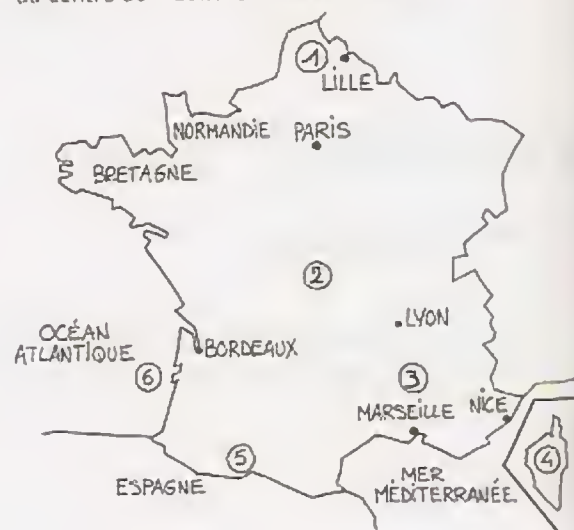 ①
LILLE
NORMANDIE PARIS
BRETAGNE
②
LYON
OCÉAN
ATLANTIQUE
BORDEAUX
⑥
③
MARSEILLE
NICE
④
⑤
ESPAGNE
MER
MÉDITERRANÉE